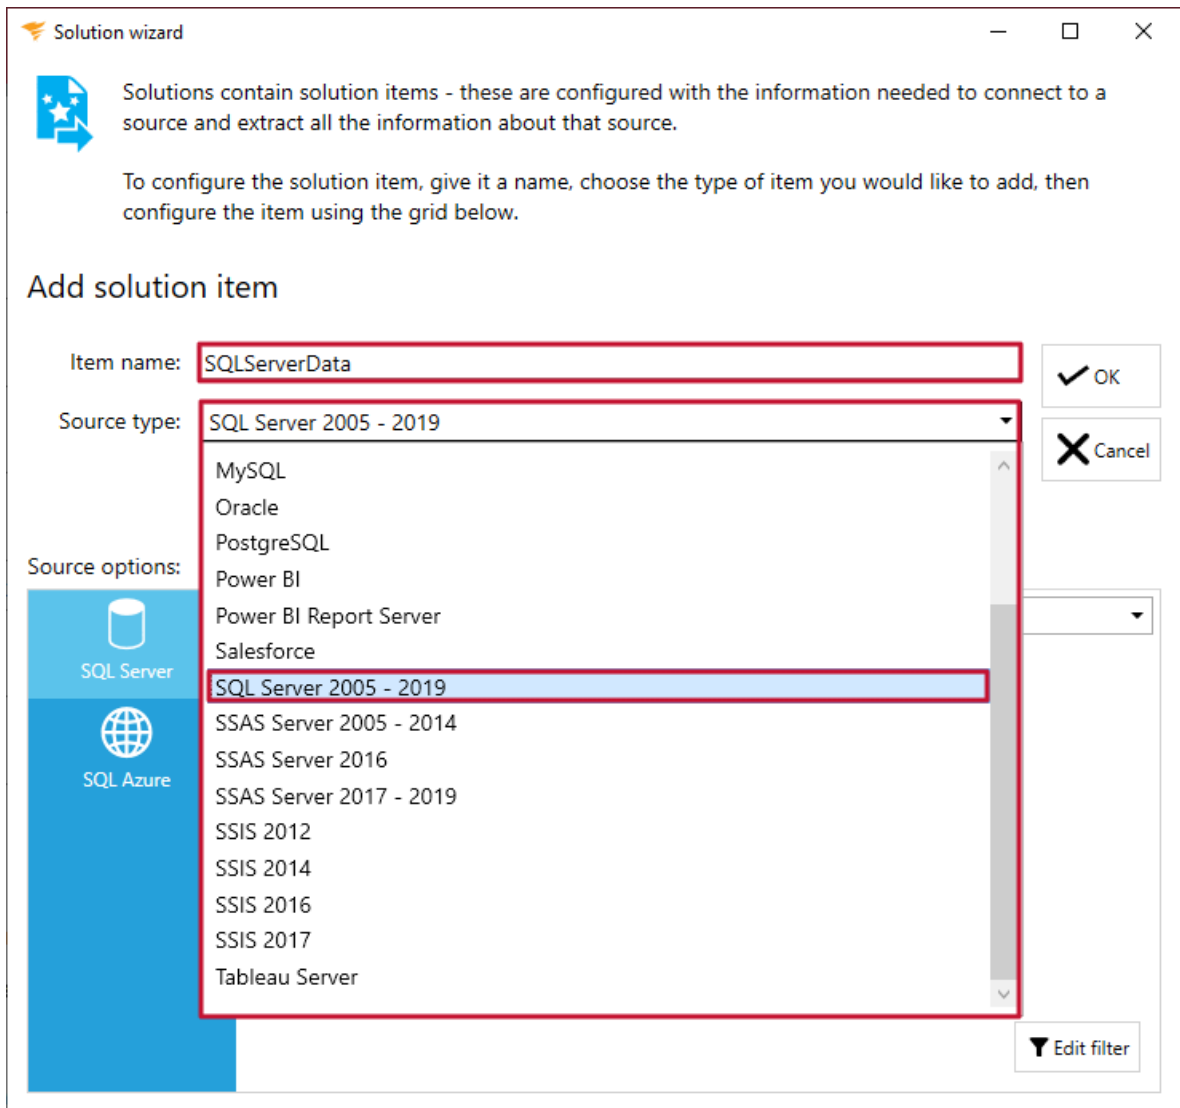 Solution wizard
Solutions contain solution items - these are configured with the information needed to connect to a
source and extract all the information about that source.
To configure the solution item, give it a name, choose the type of item you would like to add, then
configure the item using the grid below.
Add solution item
Item name:
SQLServerData
OK
Source type:
SQL Server 2005 - 2019
Cancel
MySQL
Oracle
PostgreSQL
Power BI
Power BI Report Server
Salesforce
SQL Server 2005 - 2019
SSAS Server 2005 - 2014
SSAS Server 2016
SSAS Server 2017 - 2019
SSIS 2012
SSIS 2014
SSIS 2016
SSIS 2017
Tableau Server
Source options:
SQL Server
SQL Azure
Edit filter